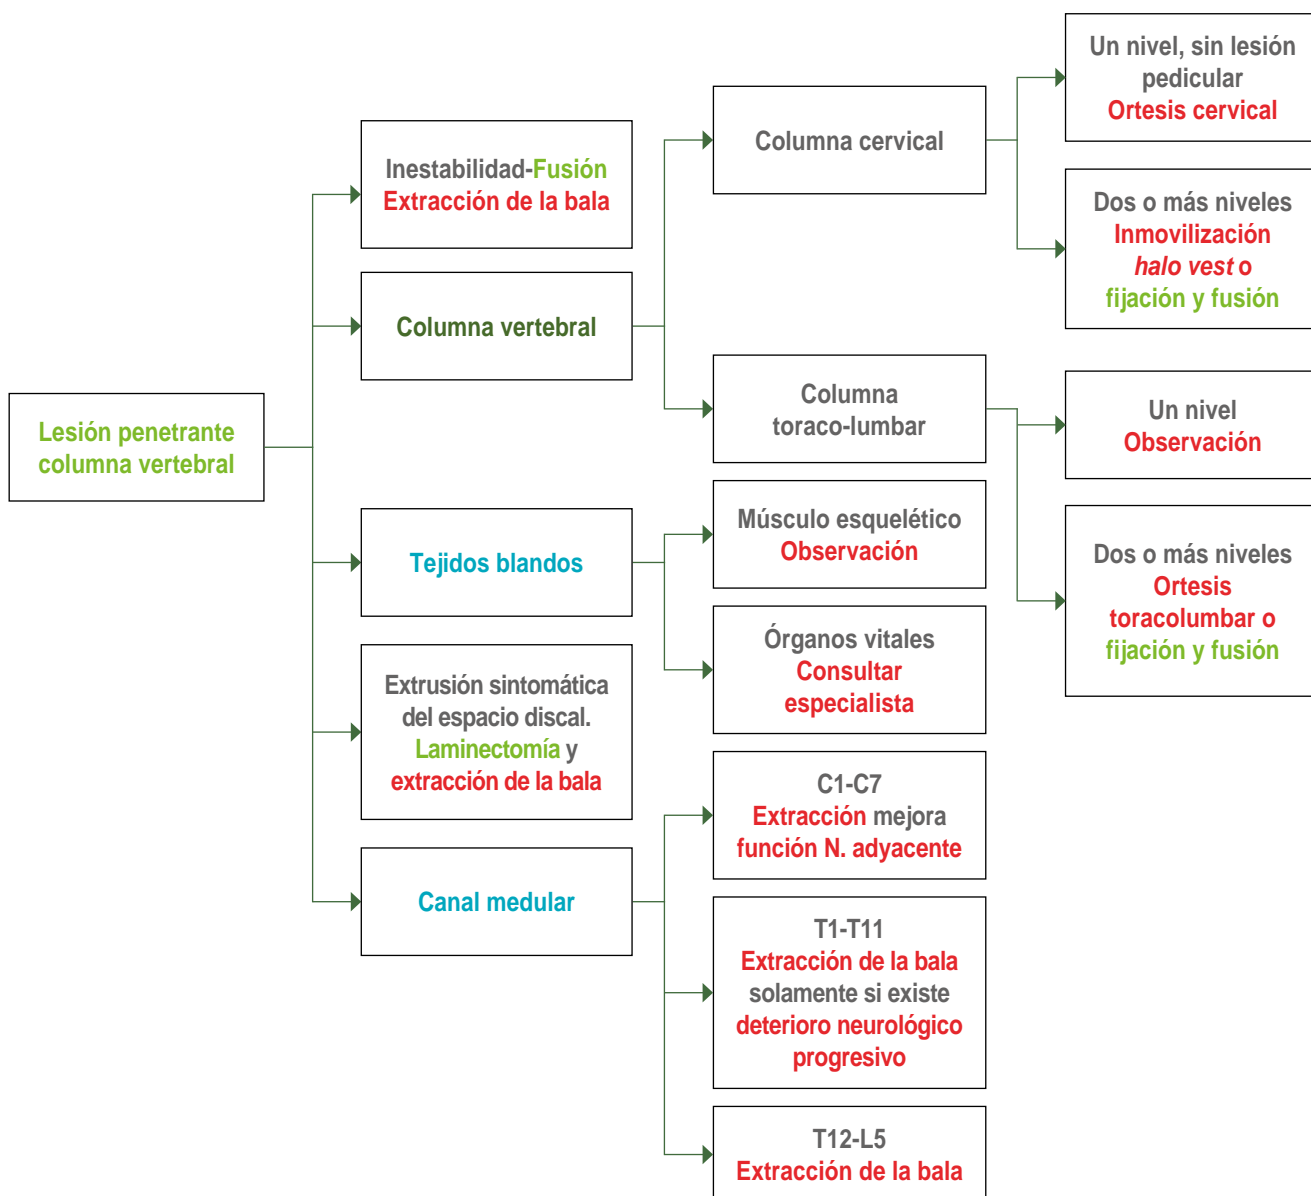 Lesión penetrante
columna vertebral
Inestabilidad-Fusión
Extracción de la bala
Columna vertebral
Tejidos blandos
Extrusión sintomática
del espacio discal.
Laminectomía y
extracción de la bala
Canal medular
Columna cervical
Columna
toraco-lumbar
Músculo esquelético
Observación
Órganos vitales
Consultar
especialista
C1-C7
Extracción mejora
función N. adyacente
T1-T11
Extracción de la bala
solamente si existe
deterioro neurológico
progresivo
T12-L5
Extracción de la bala
Un nivel, sin lesión
pedicular
Ortesis cervical
Dos o más niveles
Inmovilización
halo vest o
fijación y fusión
Un nivel
Observación
Dos o más niveles
Ortesis
toracolumbar o
fijación y fusión